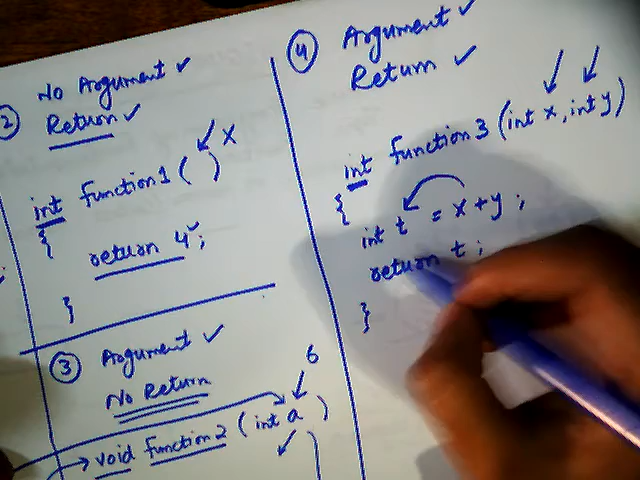 2
No Argument ✓
Return ✓
x
int function1 ( )
{
return 4;
}
3
Argument ✓
No Return
6
void function2 (int a)
4
Argument ✓
Return ✓
int function3 (int x, int y)
{
int t = x+y ;
return t ;
}